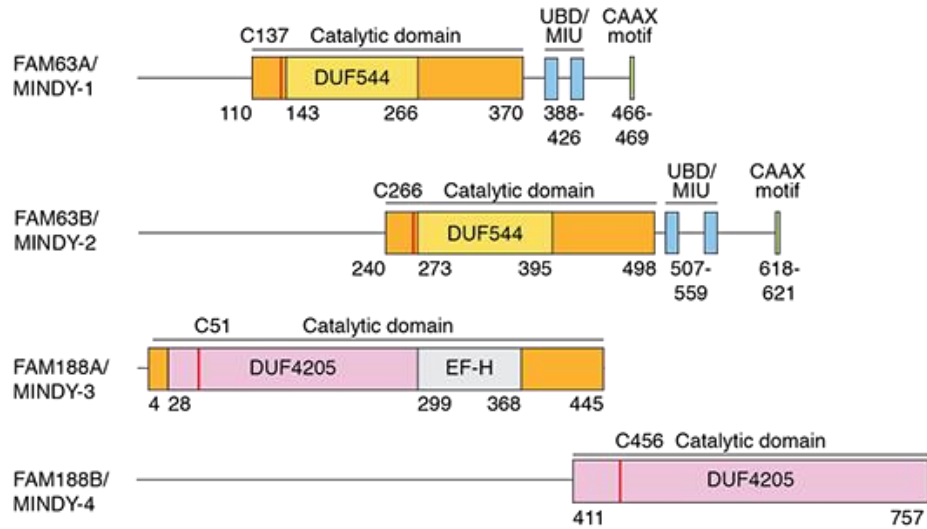 UBD/ CAAX
C137 Catalytic domain MIU motif
FAM63A/
MINDY-1
DUF544
110 143 266 370 388- 466-
426 469
UBD/ CAAX
C266 Catalytic domain MIU motif
FAM63B/
MINDY-2
DUF544
240 273 395 498 507- 618-
559 621
C51 Catalytic domain
FAM188A/
MINDY-3
DUF4205 EF-H
4 28 299 368 445
C456 Catalytic domain
FAM188B/
MINDY-4
DUF4205
411 757